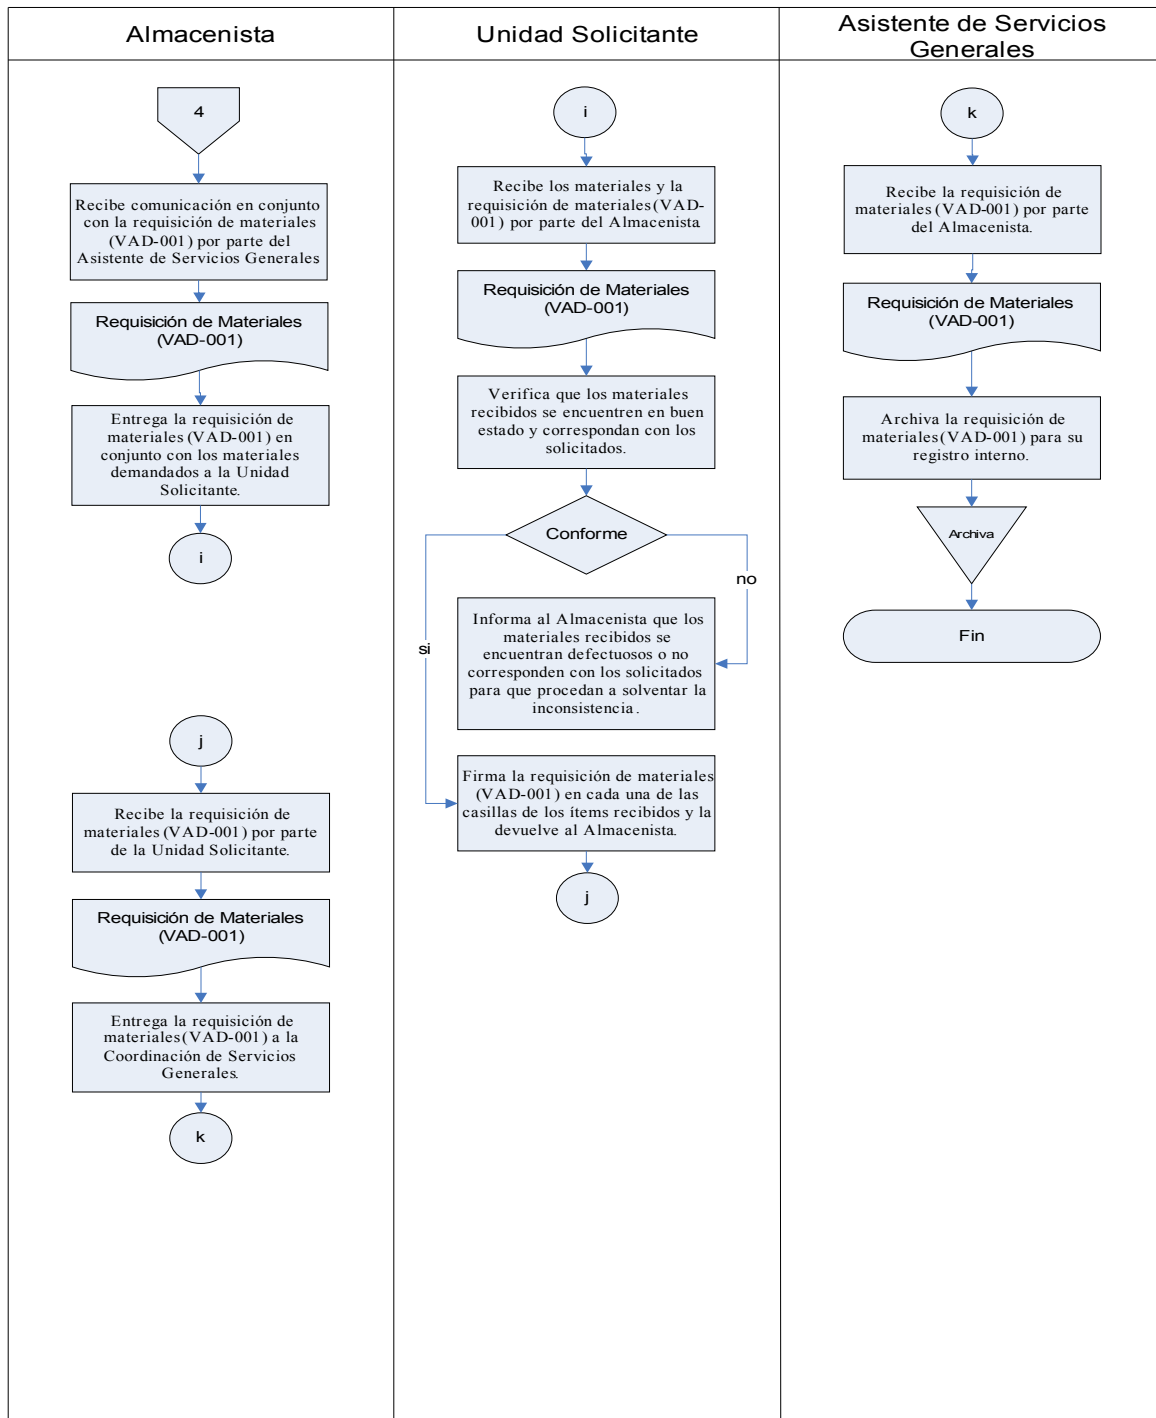 Almacenista
Unidad Solicitante
Asistente de Servicios
Generales
4
Recibe comunicación en conjunto
con la requisición de materiales
(VAD-001) por parte del
Asistente de Servicios Generales
Requisición de Materiales
(VAD-001)
Entrega la requisición de
materiales (VAD-001) en
conjunto con los materiales
demandados a la Unidad
Solicitante.
i
j
Recibe la requisición de
materiales (VAD-001) por parte
de la Unidad Solicitante.
Requisición de Materiales
(VAD-001)
Entrega la requisición de
materiales (VAD-001) a la
Coordinación de Servicios
Generales.
k
i
Recibe los materiales y la
requisición de materiales (VAD-
001) por parte del Almacenista.
Requisición de Materiales
(VAD-001)
Verifica que los materiales
recibidos se encuentren en buen
estado y correspondan con los
solicitados.
Conforme
no
si
Informa al Almacenista que los
materiales recibidos se
encuentran defectuosos o no
corresponden con los solicitados
para que procedan a solventar la
inconsistencia.
Firma la requisición de materiales
(VAD-001) en cada una de las
casillas de los ítems recibidos y la
devuelve al Almacenista.
j
k
Recibe la requisición de
materiales (VAD-001) por parte
del Almacenista.
Requisición de Materiales
(VAD-001)
Archiva la requisición de
materiales (VAD-001) para su
registro interno.
Archiva
Fin